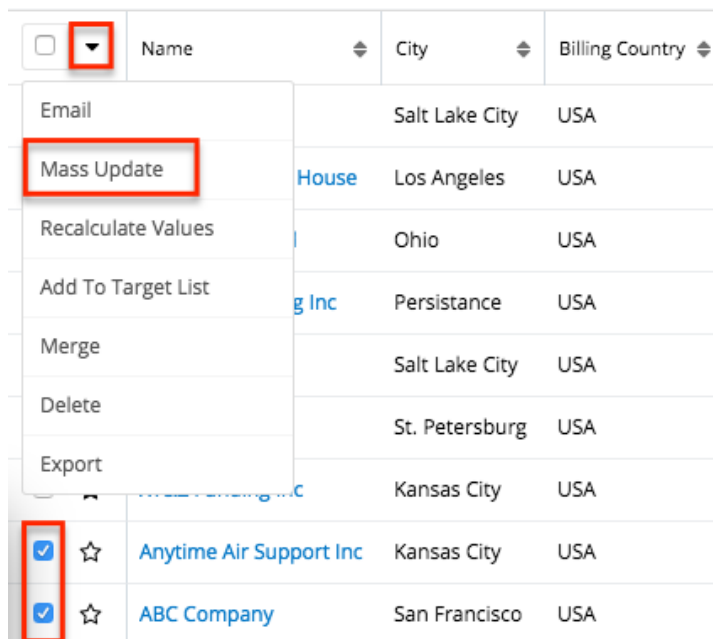 Name City Billing Country
Email
Salt Lake City USA
Mass Update
House Los Angeles USA
Recalculate Values
Ohio USA
Add To Target List
g Inc Persistance USA
Merge
Salt Lake City USA
Delete
St. Petersburg USA
Export
Kansas City USA
Anytime Air Support Inc Kansas City USA
ABC Company San Francisco USA